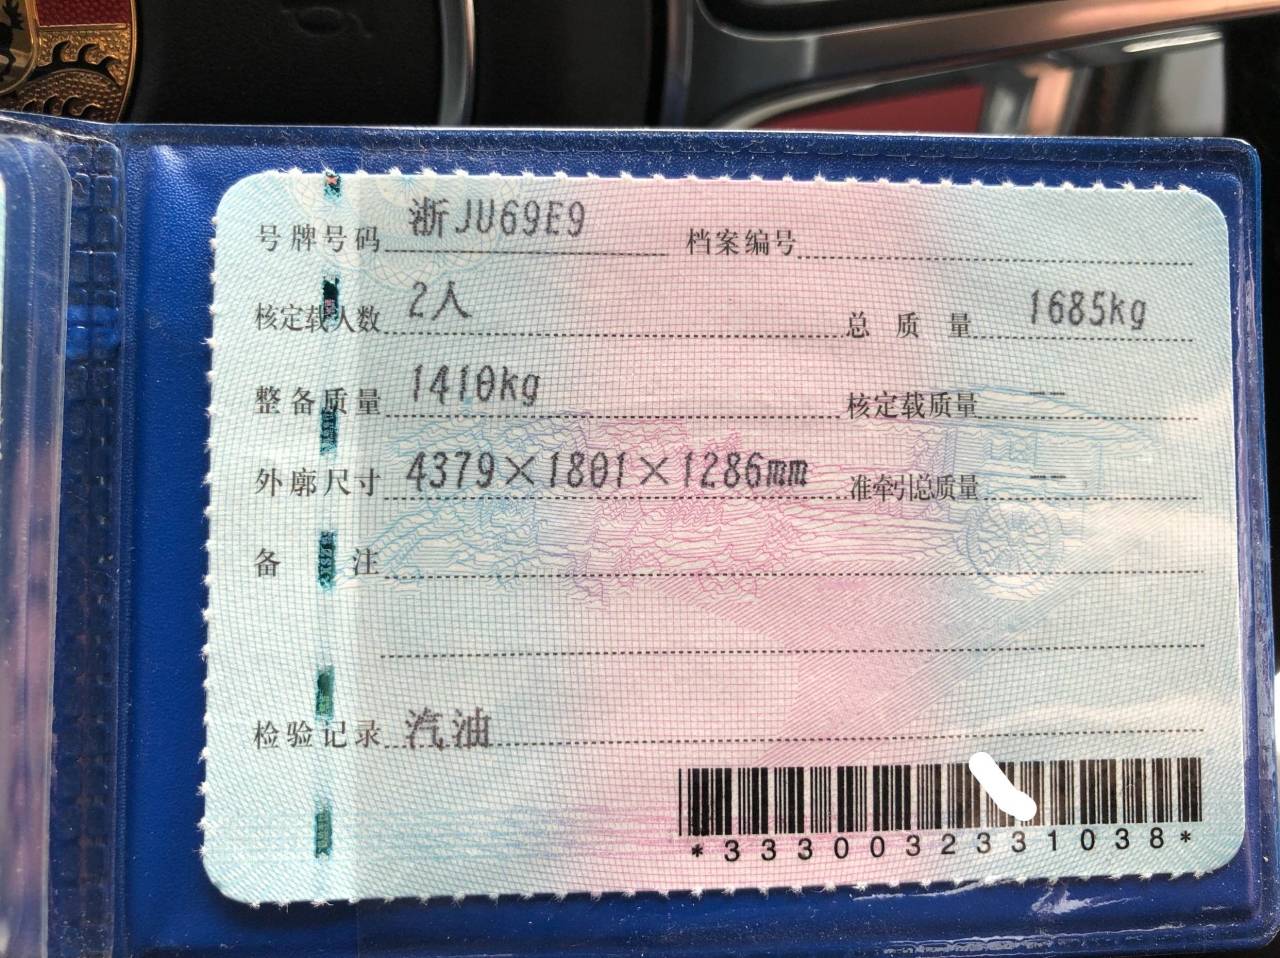 号牌号码 浙JU69E9 档案编号
核定载人数 2人 总质量 1685kg
整备质量 1410kg 核定载质量 --
外廓尺寸 4379×1801×1286mm 准牵引总质量 --
备注
检验记录 汽油
*3330032331038*